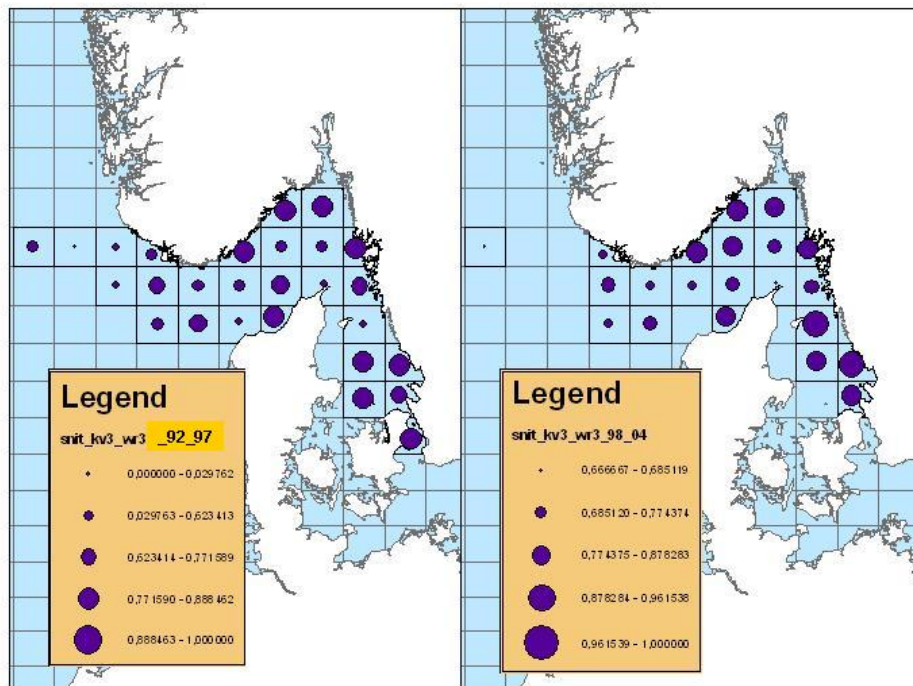 Legend
snit_kv3_wr3 _92_97
0,000000 - 0,029762
0,029763 - 0,623413
0,623414 - 0,771589
0,771590 - 0,888462
0,888463 - 1,000000
Legend
snit_kv3_wr3_98_04
0,666667 - 0,685119
0,685120 - 0,774374
0,774375 - 0,878283
0,878284 - 0,961538
0,961539 - 1,000000